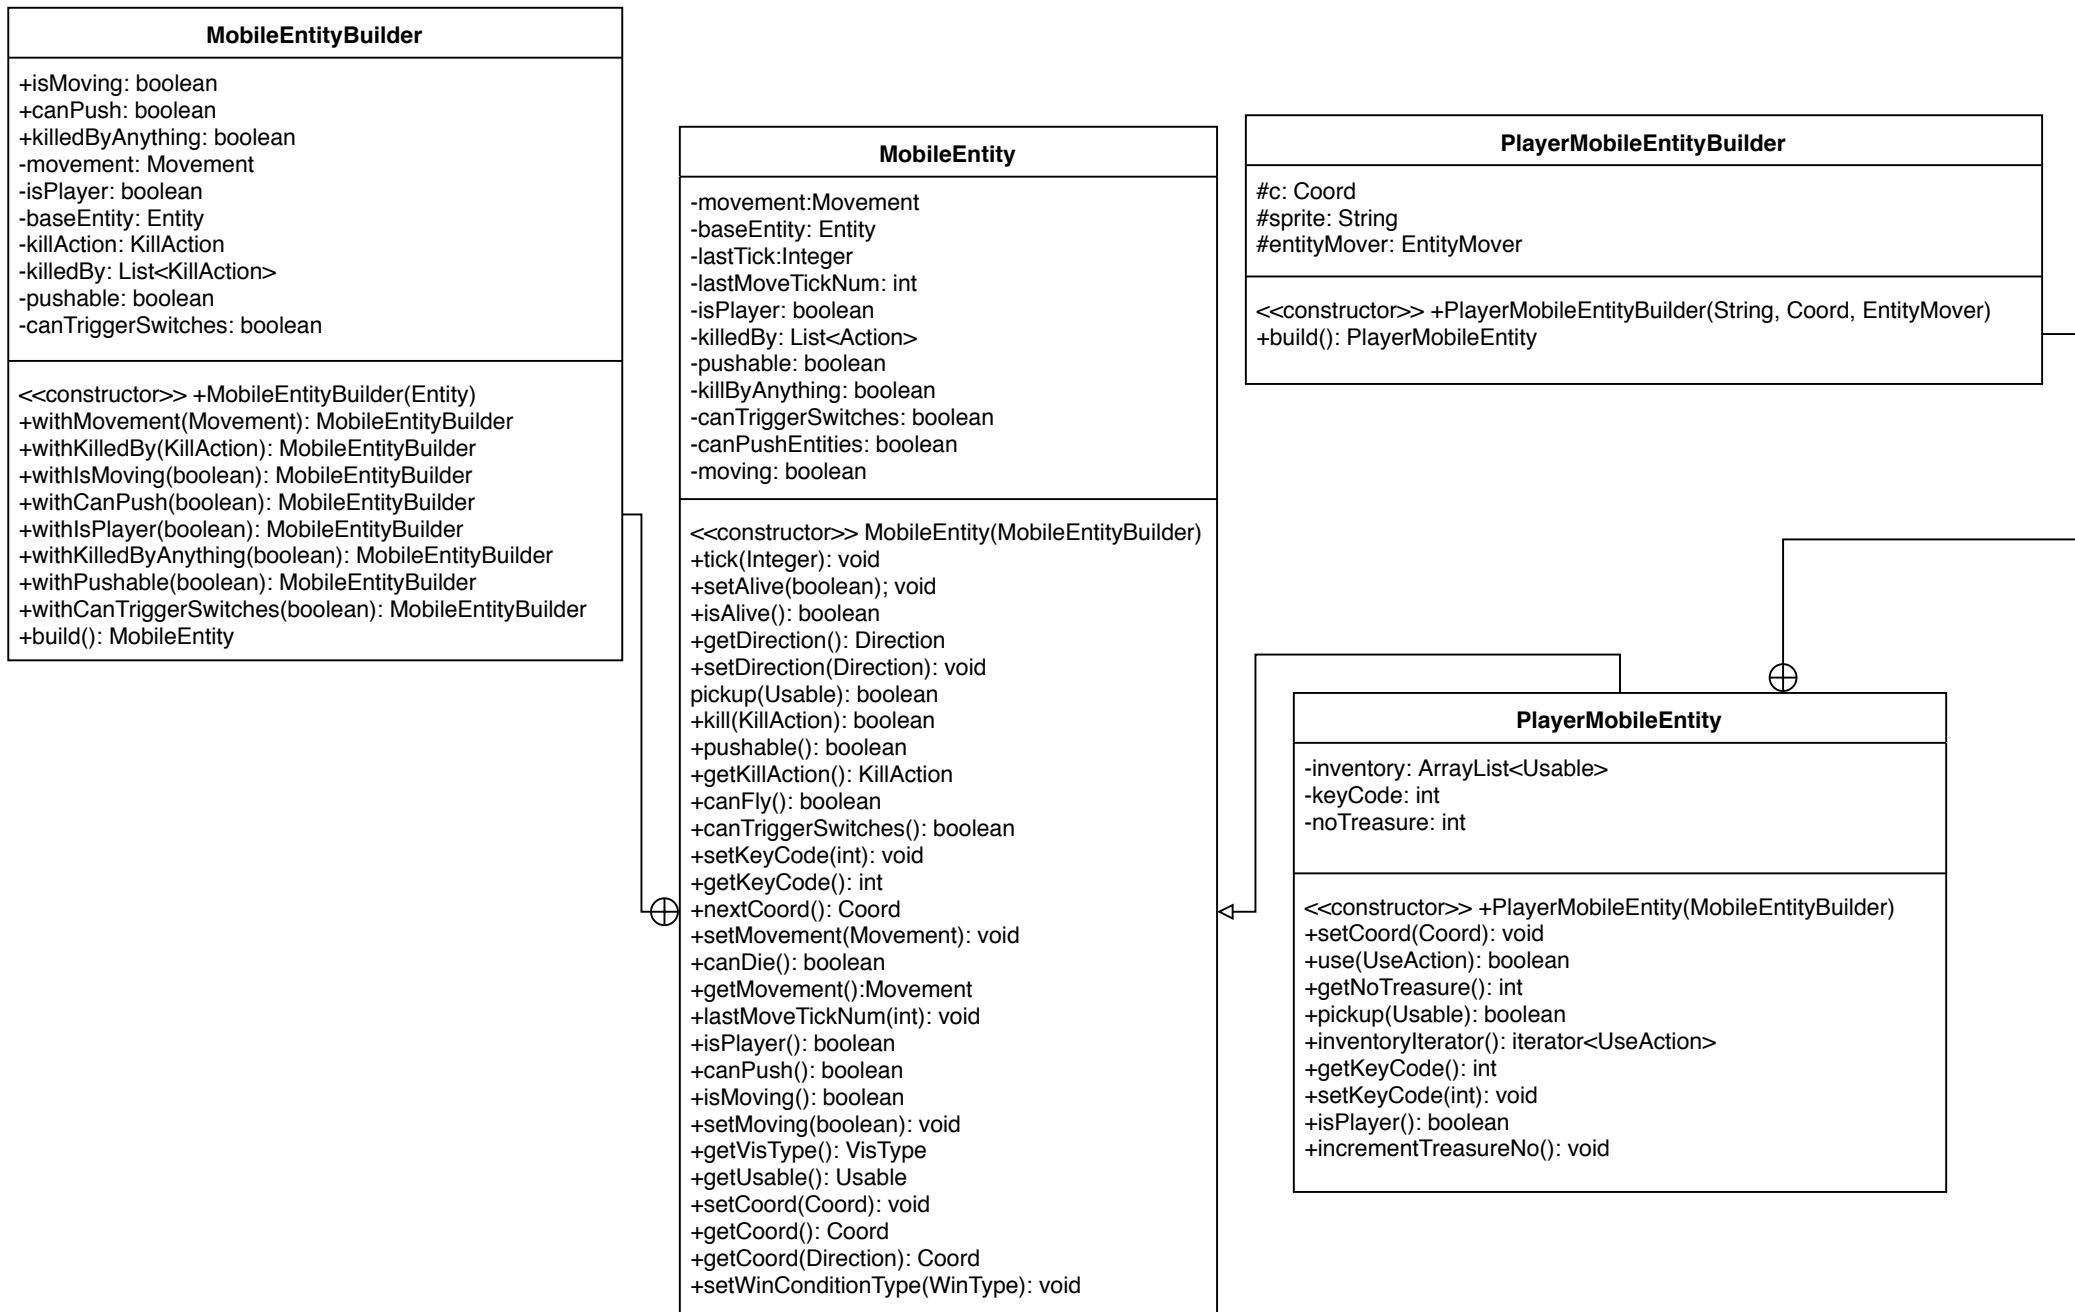 MobileEntityBuilder
+isMoving: boolean
+canPush: boolean
+killedByAnything: boolean
-movement: Movement
-isPlayer: boolean
-baseEntity: Entity
-killAction: KillAction
-killedBy: List<KillAction>
-pushable: boolean
-canTriggerSwitches: boolean
<<constructor>> +MobileEntityBuilder(Entity)
+withMovement(Movement): MobileEntityBuilder
+withKilledBy(KillAction): MobileEntityBuilder
+withIsMoving(boolean): MobileEntityBuilder
+withCanPush(boolean): MobileEntityBuilder
+withIsPlayer(boolean): MobileEntityBuilder
+withKilledByAnything(boolean): MobileEntityBuilder
+withPushable(boolean): MobileEntityBuilder
+withCanTriggerSwitches(boolean): MobileEntityBuilder
+build(): MobileEntity
MobileEntity
-movement:Movement
-baseEntity: Entity
-lastTick:Integer
-lastMoveTickNum: int
-isPlayer: boolean
-killedBy: List<Action>
-pushable: boolean
-killByAnything: boolean
-canTriggerSwitches: boolean
-canPushEntities: boolean
-moving: boolean
<<constructor>> MobileEntity(MobileEntityBuilder)
+tick(Integer): void
+setAlive(boolean); void
+isAlive(): boolean
+getDirection(): Direction
+setDirection(Direction): void
pickup(Usable): boolean
+kill(KillAction): boolean
+pushable(): boolean
+getKillAction(): KillAction
+canFly(): boolean
+canTriggerSwitches(): boolean
+setKeyCode(int): void
+getKeyCode(): int
+nextCoord(): Coord
+setMovement(Movement): void
+canDie(): boolean
+getMovement():Movement
+lastMoveTickNum(int): void
+isPlayer(): boolean
+canPush(): boolean
+isMoving(): boolean
+setMoving(boolean): void
+getVisType(): VisType
+getUsable(): Usable
+setCoord(Coord): void
+getCoord(): Coord
+getCoord(Direction): Coord
+setWinConditionType(WinType): void
PlayerMobileEntityBuilder
#c: Coord
#sprite: String
#entityMover: EntityMover
<<constructor>> +PlayerMobileEntityBuilder(String, Coord, EntityMover)
+build(): PlayerMobileEntity
PlayerMobileEntity
-inventory: ArrayList<Usable>
-keyCode: int
-noTreasure: int
<<constructor>> +PlayerMobileEntity(MobileEntityBuilder)
+setCoord(Coord): void
+use(UseAction): boolean
+getNoTreasure(): int
+pickup(Usable): boolean
+inventoryIterator(): iterator<UseAction>
+getKeyCode(): int
+setKeyCode(int): void
+isPlayer(): boolean
+incrementTreasureNo(): void